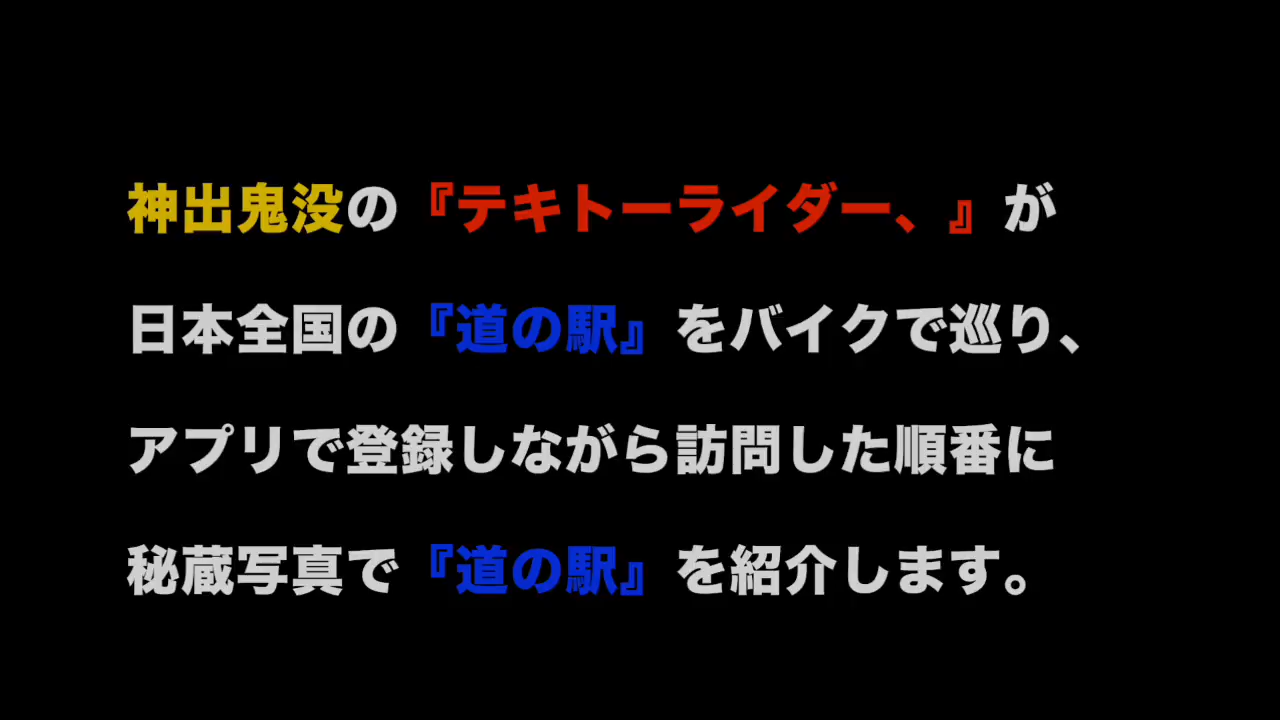 神出鬼没の『テキトーライダー、』が
日本全国の『道の駅』をバイクで巡り、
アプリで登録しながら訪問した順番に
秘蔵写真で『道の駅』を紹介します。